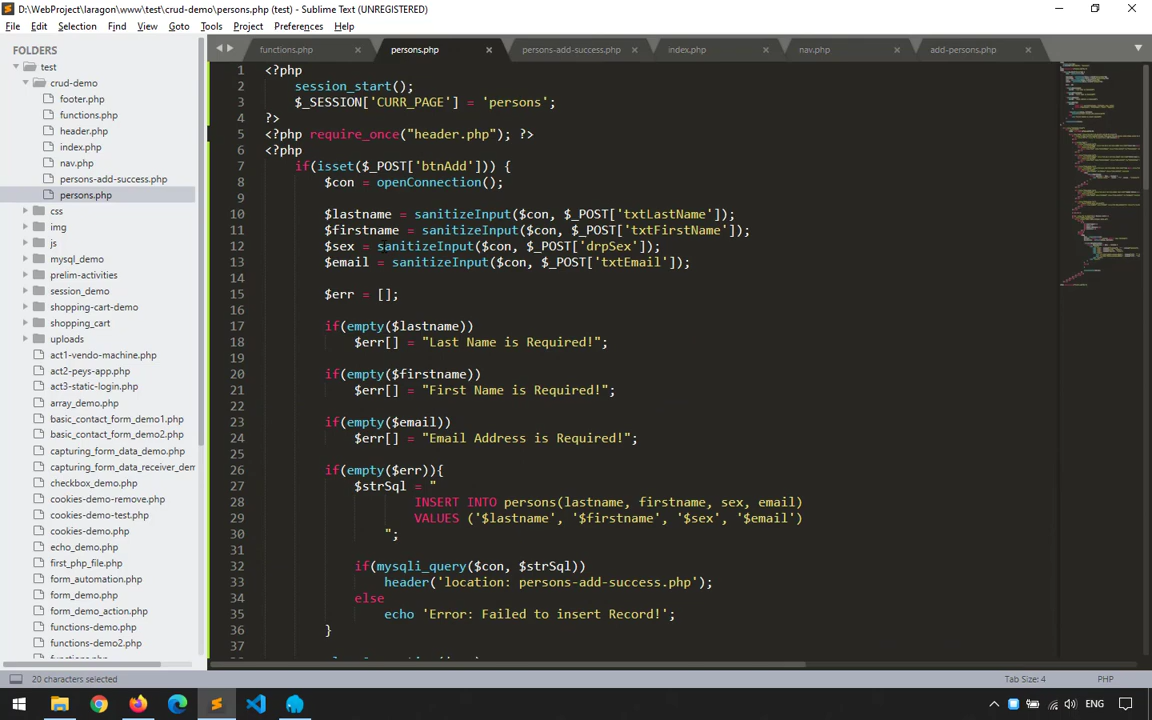 D:\WebProject\laragon\www\test\crud-demo\persons.php (test) - Sublime Text (UNREGISTERED)
File Edit Selection Find View Goto Tools Project Preferences Help
FOLDERS
test
crud-demo
footer.php
functions.php
header.php
index.php
nav.php
persons-add-success.php
persons.php
css
img
js
mysql_demo
prelim-activities
session_demo
shopping-cart-demo
shopping_cart
uploads
act1-vendo-machine.php
act2-peys-app.php
act3-static-login.php
array_demo.php
basic_contact_form_demo1.php
basic_contact_form_demo2.php
capturing_form_data_demo.php
capturing_form_data_receiver_dem
checkbox_demo.php
cookies-demo-remove.php
cookies-demo-test.php
cookies-demo.php
echo_demo.php
first_php_file.php
form_automation.php
form_demo.php
form_demo_action.php
functions-demo.php
functions-demo2.php
functions.php persons.php persons-add-success.php index.php nav.php add-persons.php
1 <?php
2 session_start();
3 $_SESSION['CURR_PAGE'] = 'persons';
4 ?>
5 <?php require_once("header.php"); ?>
6 <?php
7 if(isset($_POST['btnAdd'])) {
8 $con = openConnection();
9
10 $lastname = sanitizeInput($con, $_POST['txtLastName']);
11 $firstname = sanitizeInput($con, $_POST['txtFirstName']);
12 $sex = sanitizeInput($con, $_POST['drpSex']);
13 $email = sanitizeInput($con, $_POST['txtEmail']);
14
15 $err = [];
16
17 if(empty($lastname))
18 $err[] = "Last Name is Required!";
19
20 if(empty($firstname))
21 $err[] = "First Name is Required!";
22
23 if(empty($email))
24 $err[] = "Email Address is Required!";
25
26 if(empty($err)){
27 $strSql = "
28 INSERT INTO persons(lastname, firstname, sex, email)
29 VALUES ('$lastname', '$firstname', '$sex', '$email')
30 ";
31
32 if(mysqli_query($con, $strSql))
33 header('location: persons-add-success.php');
34 else
35 echo 'Error: Failed to insert Record!';
36 }
37
20 characters selected
Tab Size: 4
PHP
ENG